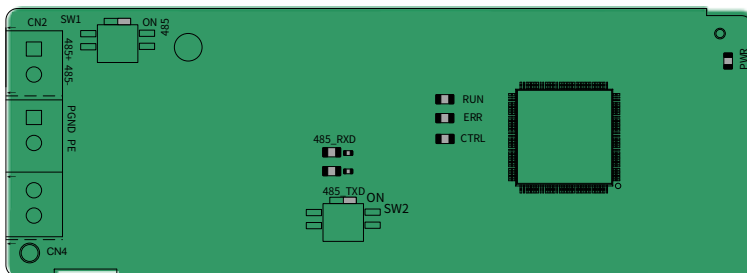 CN2
SW1
ON
485
485+ 485-
PWR
RUN
ERR
CTRL
PGND PE
485_RXD
485_TXD
ON
SW2
CN4